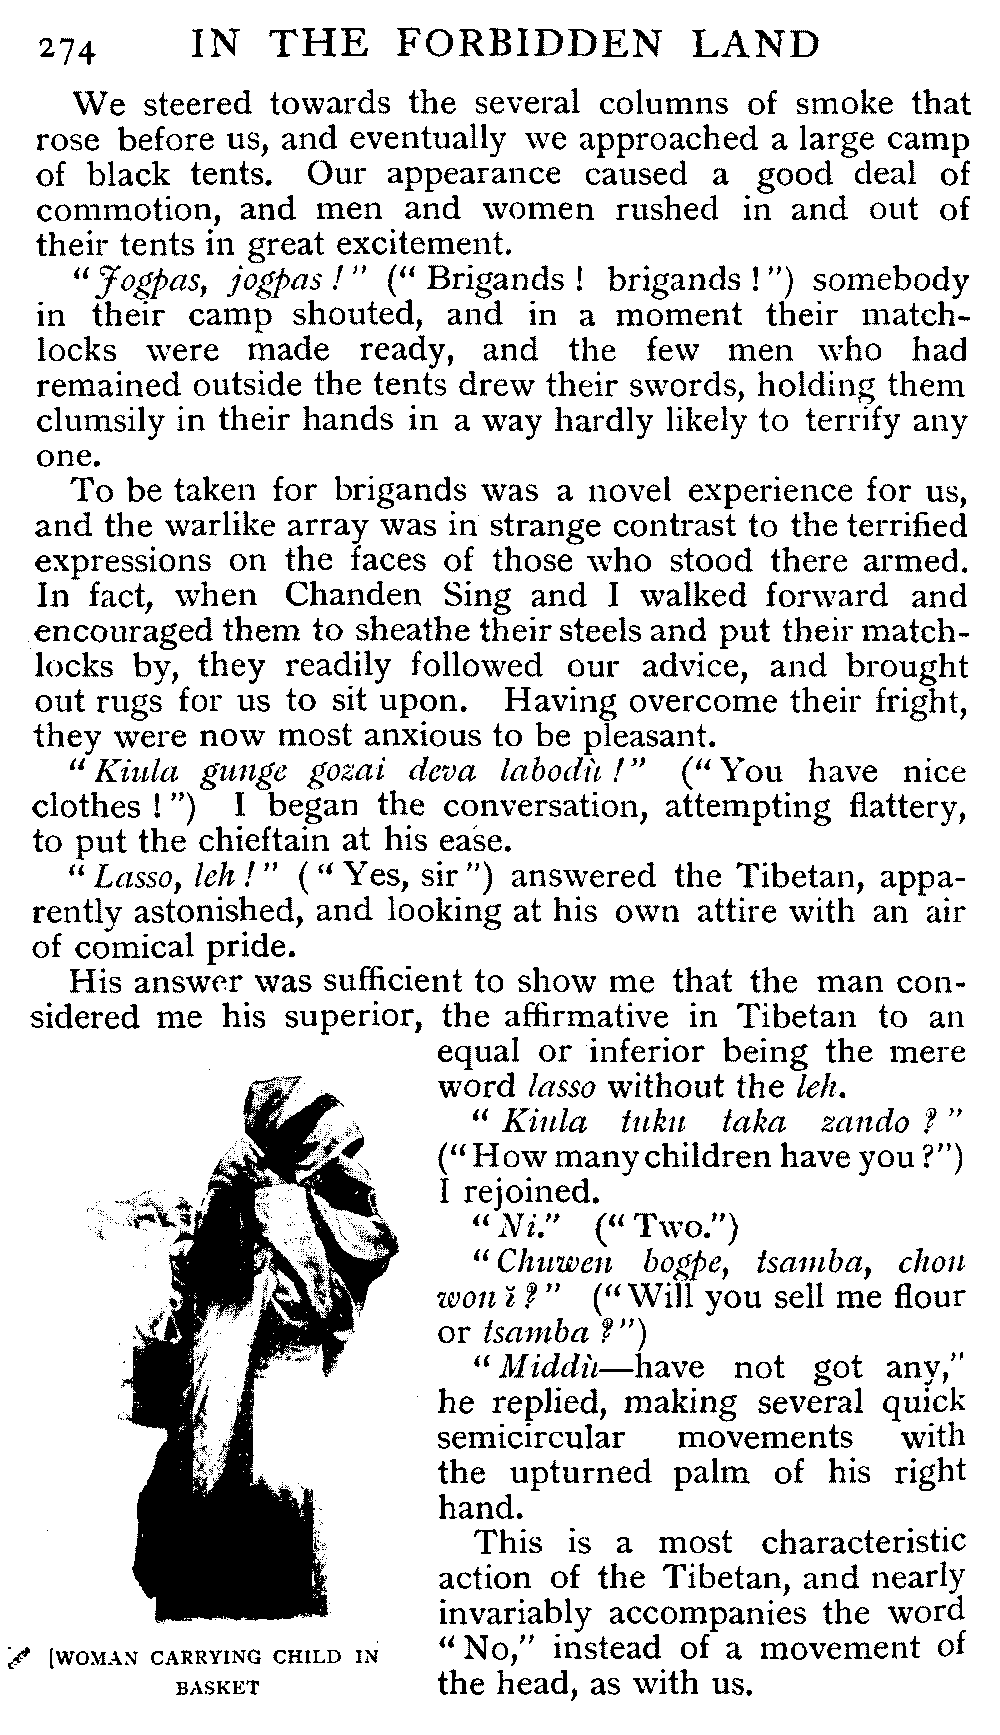 274 IN THE FORBIDDEN LAND
We steered towards the several columns of smoke that
rose before us, and eventually we approached a large camp
of black tents. Our appearance caused a good deal of
commotion, and men and women rushed in and out of
their tents in great excitement.
"Jogpas, jogpas!" ("Brigands! brigands!") somebody
in their camp shouted, and in a moment their match-
locks were made ready, and the few men who had
remained outside the tents drew their swords, holding them
clumsily in their hands in a way hardly likely to terrify any
one.
To be taken for brigands was a novel experience for us,
and the warlike array was in strange contrast to the terrified
expressions on the faces of those who stood there armed.
In fact, when Chanden Sing and I walked forward and
encouraged them to sheathe their steels and put their match-
locks by, they readily followed our advice, and brought
out rugs for us to sit upon. Having overcome their fright,
they were now most anxious to be pleasant.
"Kiula gunge gozai deva labodù!" ("You have nice
clothes!") I began the conversation, attempting flattery,
to put the chieftain at his ease.
"Lasso, leh!" ("Yes, sir") answered the Tibetan, appa-
rently astonished, and looking at his own attire with an air
of comical pride.
His answer was sufficient to show me that the man con-
sidered me his superior, the affirmative in Tibetan to an
equal or inferior being the mere
word lasso without the leh.
"Kiula tuku taka zando?"
("How many children have you?")
I rejoined.
"Ni." ("Two.")
"Chuwen bogpe, tsamba, chou
won ĭ?" ("Will you sell me flour
or tsamba?")
"Middù—have not got any,"
he replied, making several quick
semicircular movements with
the upturned palm of his right
hand.
This is a most characteristic
action of the Tibetan, and nearly
invariably accompanies the word
"No," instead of a movement of
the head, as with us.
[WOMAN CARRYING CHILD IN
BASKET